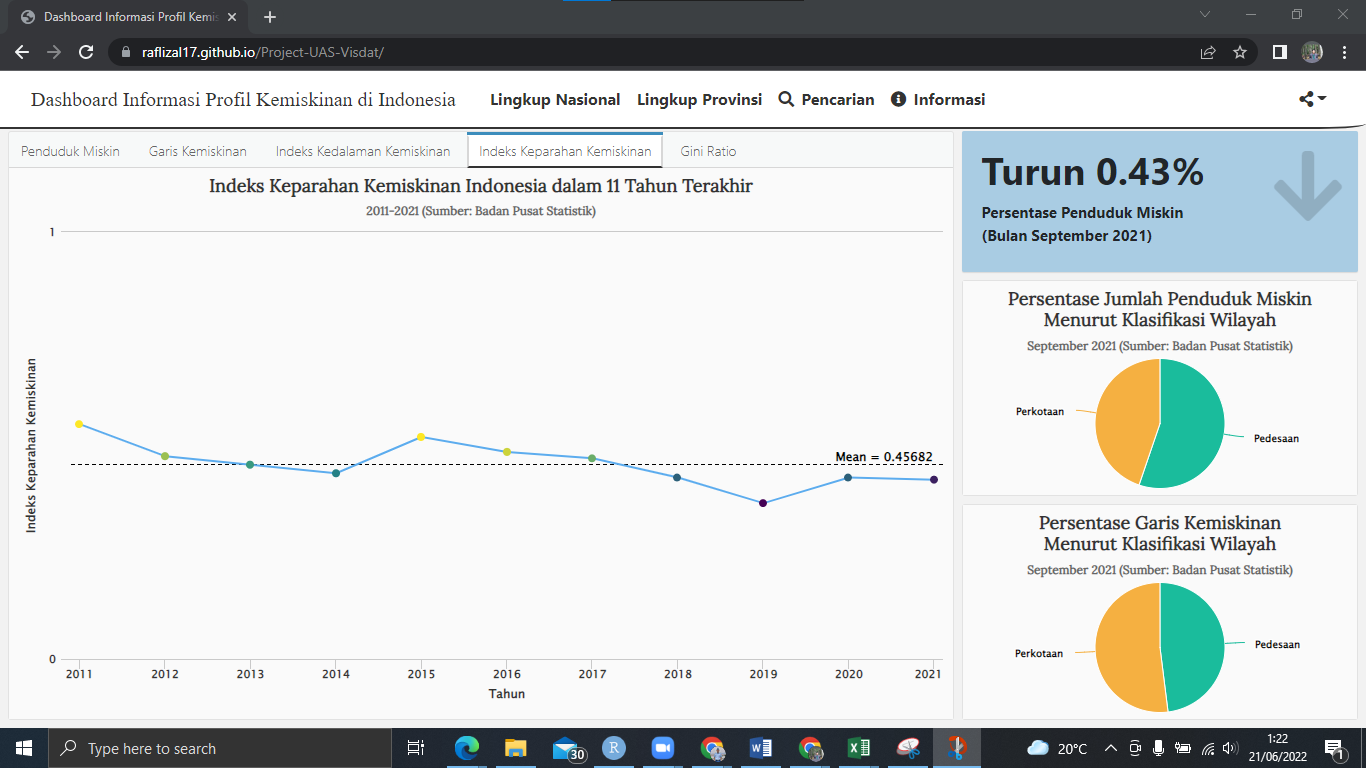 Dashboard Informasi Profil Kemis
raflizal17.github.io/Project-UAS-Visdat/
Dashboard Informasi Profil Kemiskinan di Indonesia
Lingkup Nasional
Lingkup Provinsi
Pencarian
Informasi
Penduduk Miskin
Garis Kemiskinan
Indeks Kedalaman Kemiskinan
Indeks Keparahan Kemiskinan
Gini Ratio
Indeks Keparahan Kemiskinan Indonesia dalam 11 Tahun Terakhir
2011-2021 (Sumber: Badan Pusat Statistik)
1
Indeks Keparahan Kemiskinan
Mean = 0.45682
0
2011
2012
2013
2014
2015
2016
2017
2018
2019
2020
2021
Tahun
Turun 0.43%
Persentase Penduduk Miskin
(Bulan September 2021)
Persentase Jumlah Penduduk Miskin
Menurut Klasifikasi Wilayah
September 2021 (Sumber: Badan Pusat Statistik)
Perkotaan
Pedesaan
Persentase Garis Kemiskinan
Menurut Klasifikasi Wilayah
September 2021 (Sumber: Badan Pusat Statistik)
Perkotaan
Pedesaan
Type here to search
30
R
20°C
1:22
21/06/2022
1